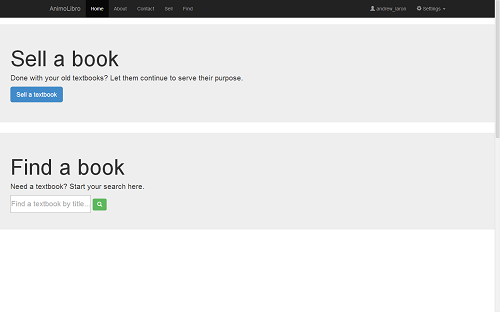 AnimoLibro Home About Contact Sell Find andrew_laron Settings
Sell a book
Done with your old textbooks? Let them continue to serve their purpose.
Sell a textbook
Find a book
Need a textbook? Start your search here.
Find a textbook by title...